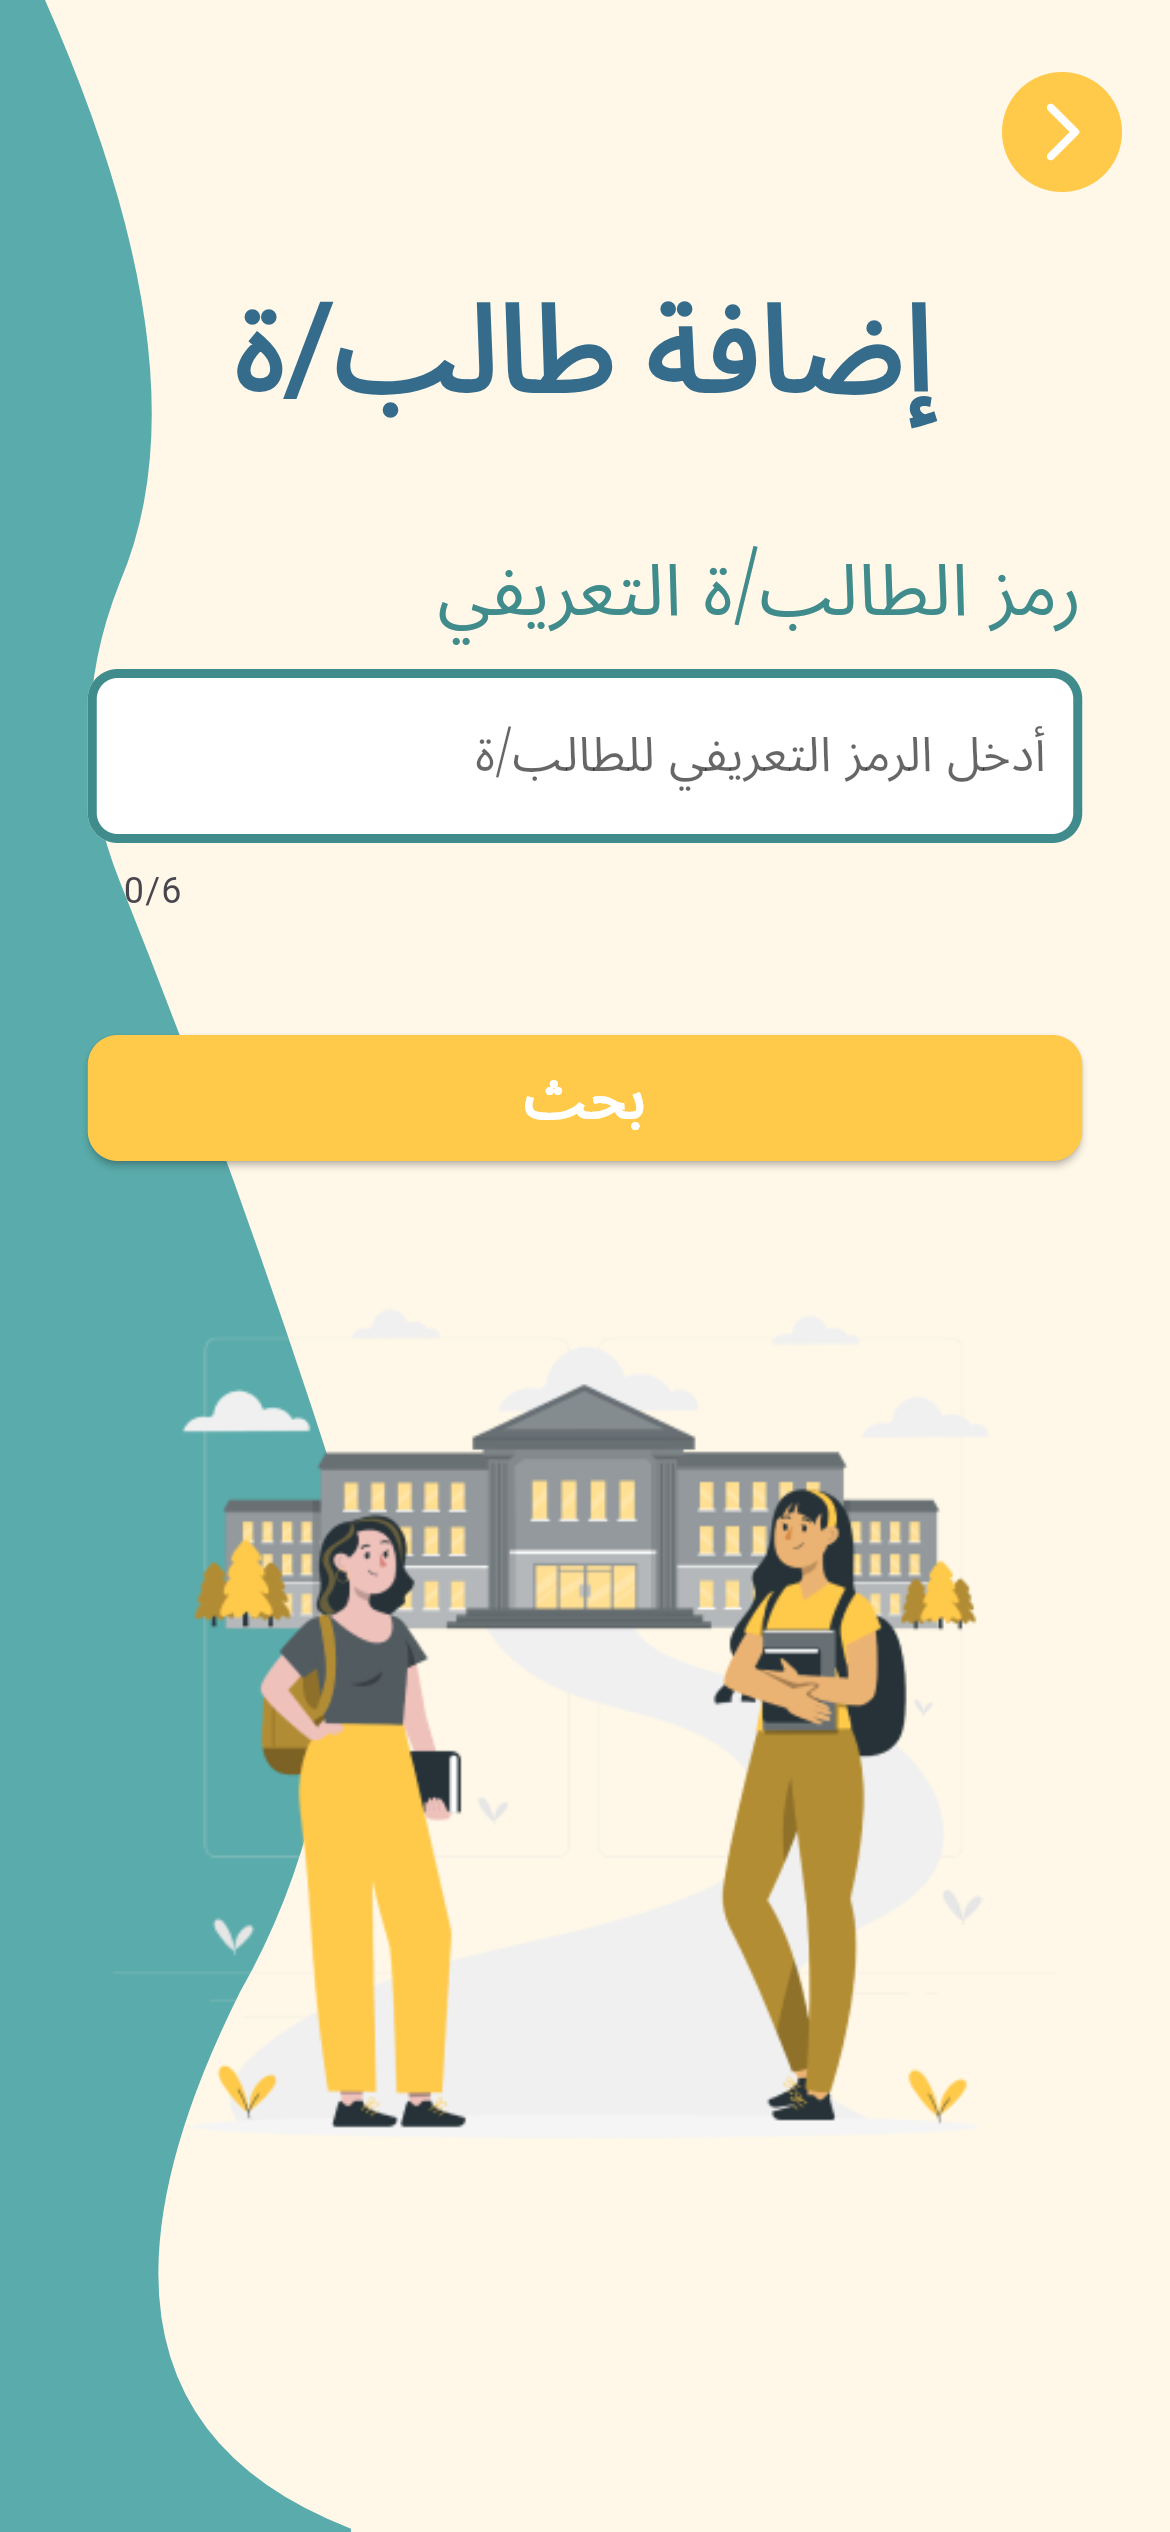 إضافة طالب/ة
رمز الطالب/ة التعريفي
أدخل الرمز التعريفي للطالب/ة
0/6
بحث